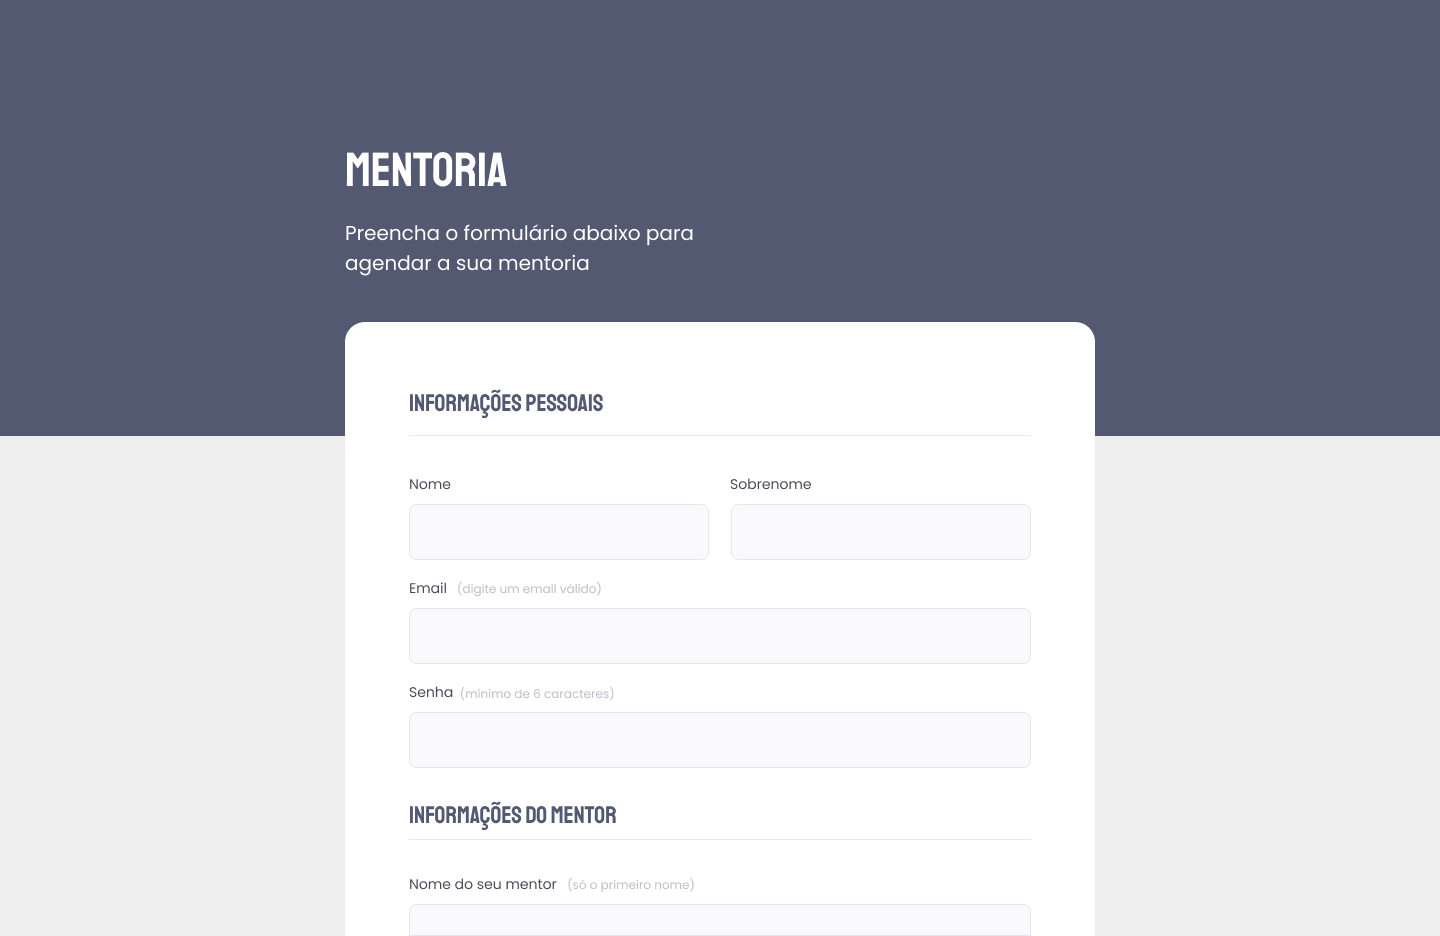 MENTORIA
Preencha o formulário abaixo para
agendar a sua mentoria
INFORMAÇÕES PESSOAIS
Nome
Sobrenome
Email (digite um email válido)
Senha (mínimo de 6 caracteres)
INFORMAÇÕES DO MENTOR
Nome do seu mentor (só o primeiro nome)